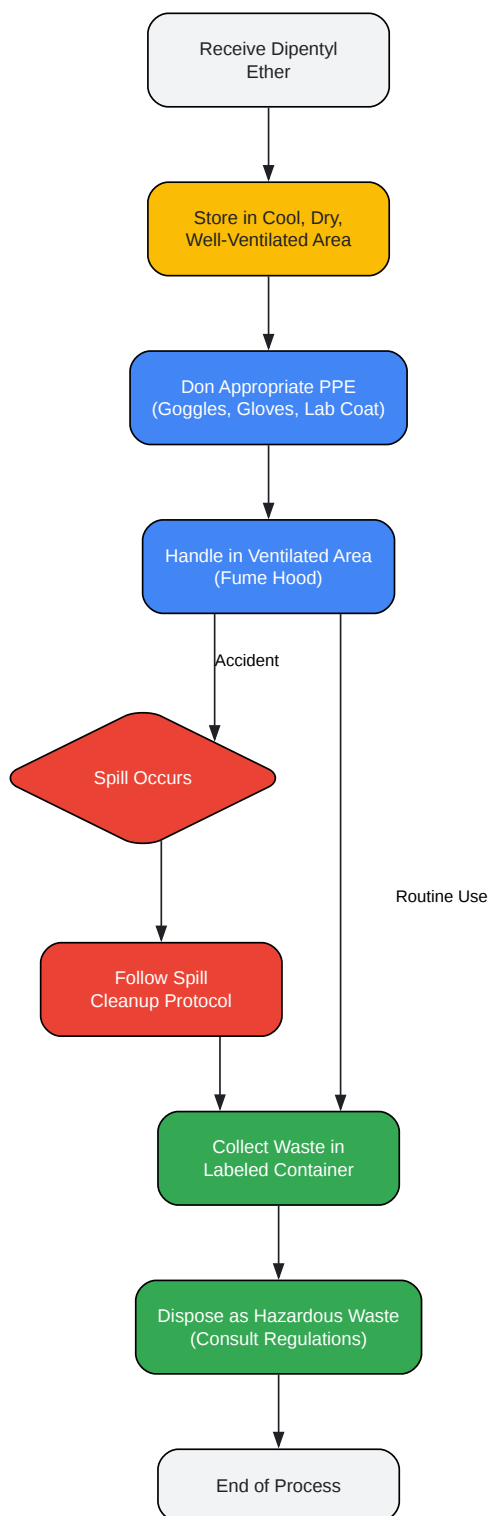 Receive Dipentyl
Ether
Store in Cool, Dry,
Well-Ventilated Area
Don Appropriate PPE
(Goggles, Gloves, Lab Coat)
Handle in Ventilated Area
(Fume Hood)
Accident
Spill Occurs
Routine Use
Follow Spill
Cleanup Protocol
Collect Waste in
Labeled Container
Dispose as Hazardous Waste
(Consult Regulations)
End of Process